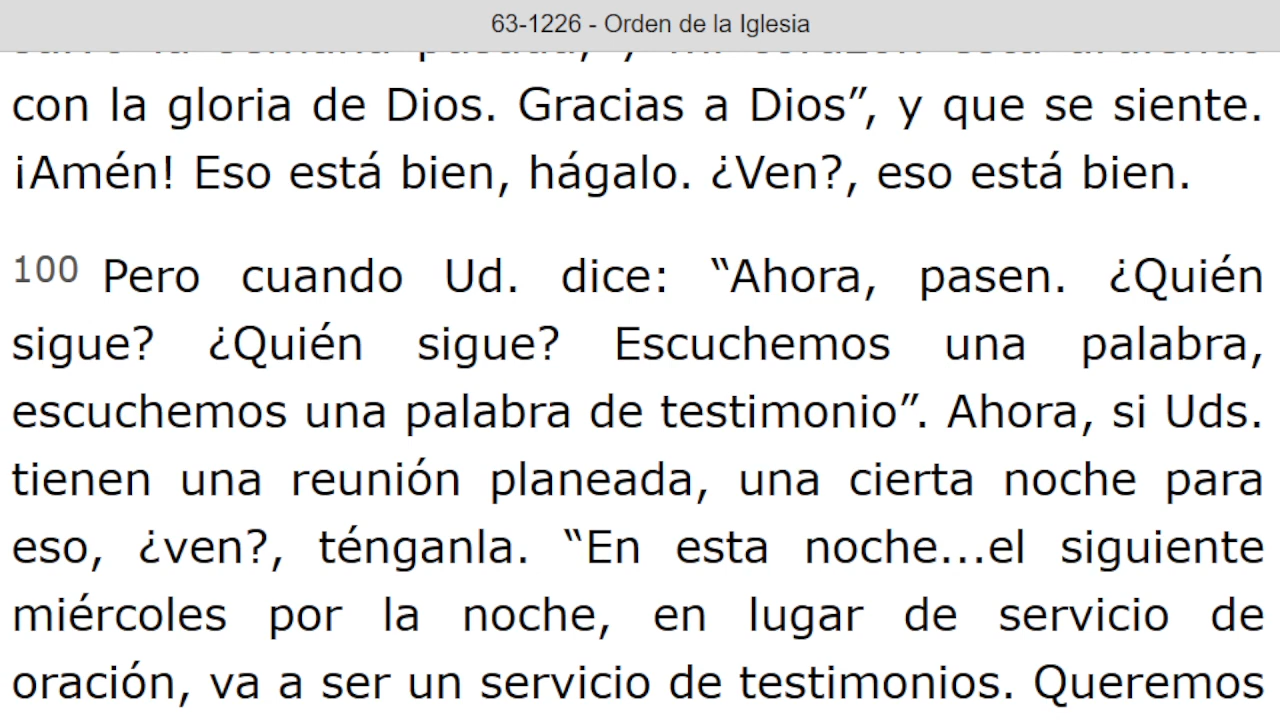 63-1226 - Orden de la Iglesia
con la gloria de Dios. Gracias a Dios”, y que se siente.
¡Amén! Eso está bien, hágalo. ¿Ven?, eso está bien.
100 Pero cuando Ud. dice: “Ahora, pasen. ¿Quién
sigue? ¿Quién sigue? Escuchemos una palabra,
escuchemos una palabra de testimonio”. Ahora, si Uds.
tienen una reunión planeada, una cierta noche para
eso, ¿ven?, ténganla. “En esta noche...el siguiente
miércoles por la noche, en lugar de servicio de
oración, va a ser un servicio de testimonios. Queremos